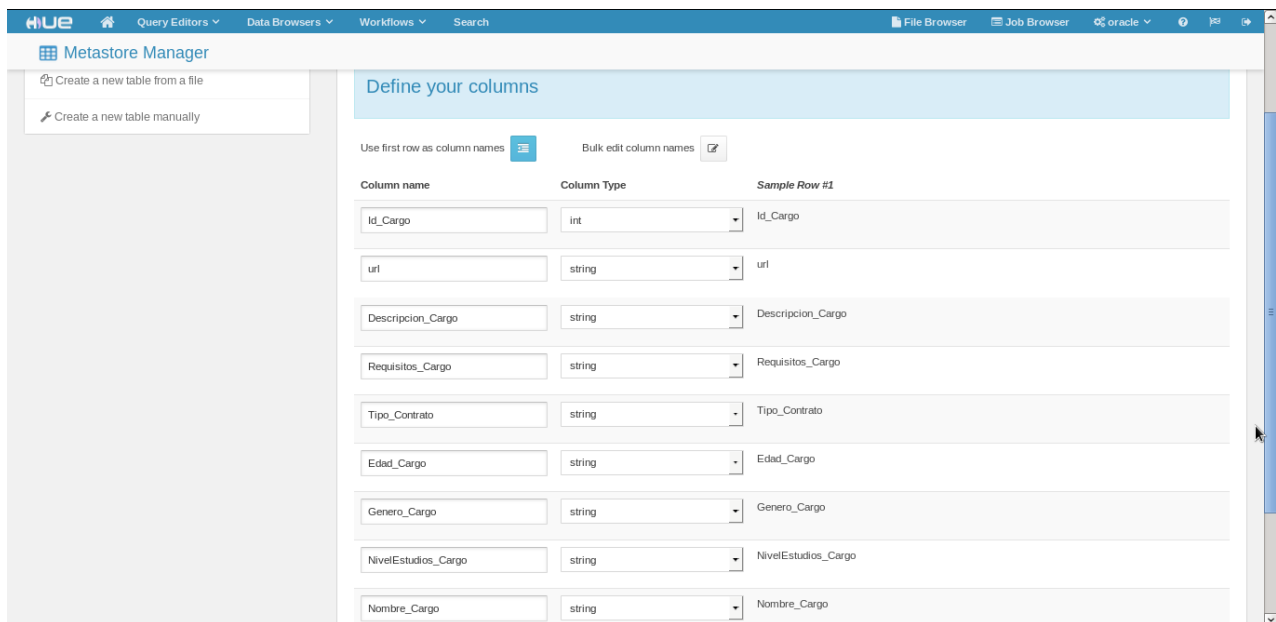 HUE Query Editors Data Browsers Workflows Search File Browser Job Browser oracle
Metastore Manager
Create a new table from a file
Create a new table manually
Define your columns
Use first row as column names Bulk edit column names
Column name Column Type Sample Row #1
Id_Cargo int Id_Cargo
url string url
Descripcion_Cargo string Descripcion_Cargo
Requisitos_Cargo string Requisitos_Cargo
Tipo_Contrato string Tipo_Contrato
Edad_Cargo string Edad_Cargo
Genero_Cargo string Genero_Cargo
NivelEstudios_Cargo string NivelEstudios_Cargo
Nombre_Cargo string Nombre_Cargo